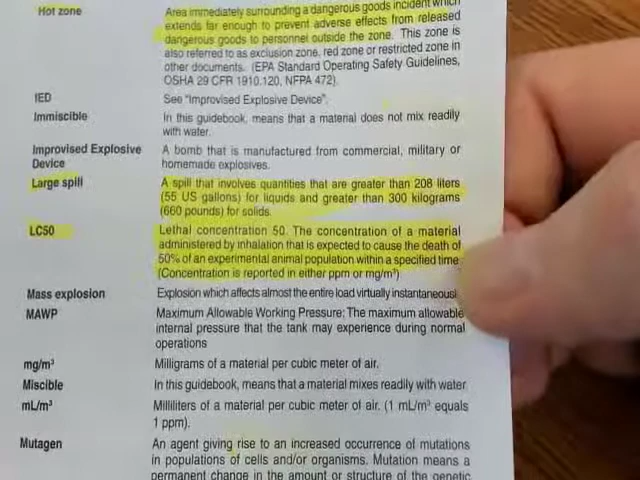 Hot zone Area immediately surrounding a dangerous goods incident which
extends far enough to prevent adverse effects from released
dangerous goods to personnel outside the zone. This zone is
also referred to as exclusion zone, red zone or restricted zone in
other documents. (EPA Standard Operating Safety Guidelines,
OSHA 29 CFR 1910.120, NFPA 472).
IED See “Improvised Explosive Device”.
Immiscible In this guidebook, means that a material does not mix readily
with water.
Improvised Explosive A bomb that is manufactured from commercial, military or
Device homemade explosives.
Large spill A spill that involves quantities that are greater than 208 liters
(55 US gallons) for liquids and greater than 300 kilograms
(660 pounds) for solids.
LC50 Lethal concentration 50. The concentration of a material
administered by inhalation that is expected to cause the death of
50% of an experimental animal population within a specified time.
(Concentration is reported in either ppm or mg/m³)
Mass explosion Explosion which affects almost the entire load virtually instantaneously
MAWP Maximum Allowable Working Pressure: The maximum allowable
internal pressure that the tank may experience during normal
operations
mg/m³ Milligrams of a material per cubic meter of air.
Miscible In this guidebook, means that a material mixes readily with water
mL/m³ Milliliters of a material per cubic meter of air. (1 mL/m³ equals
1 ppm).
Mutagen An agent giving rise to an increased occurrence of mutations
in populations of cells and/or organisms. Mutation means a
permanent change in the amount or structure of the genetic